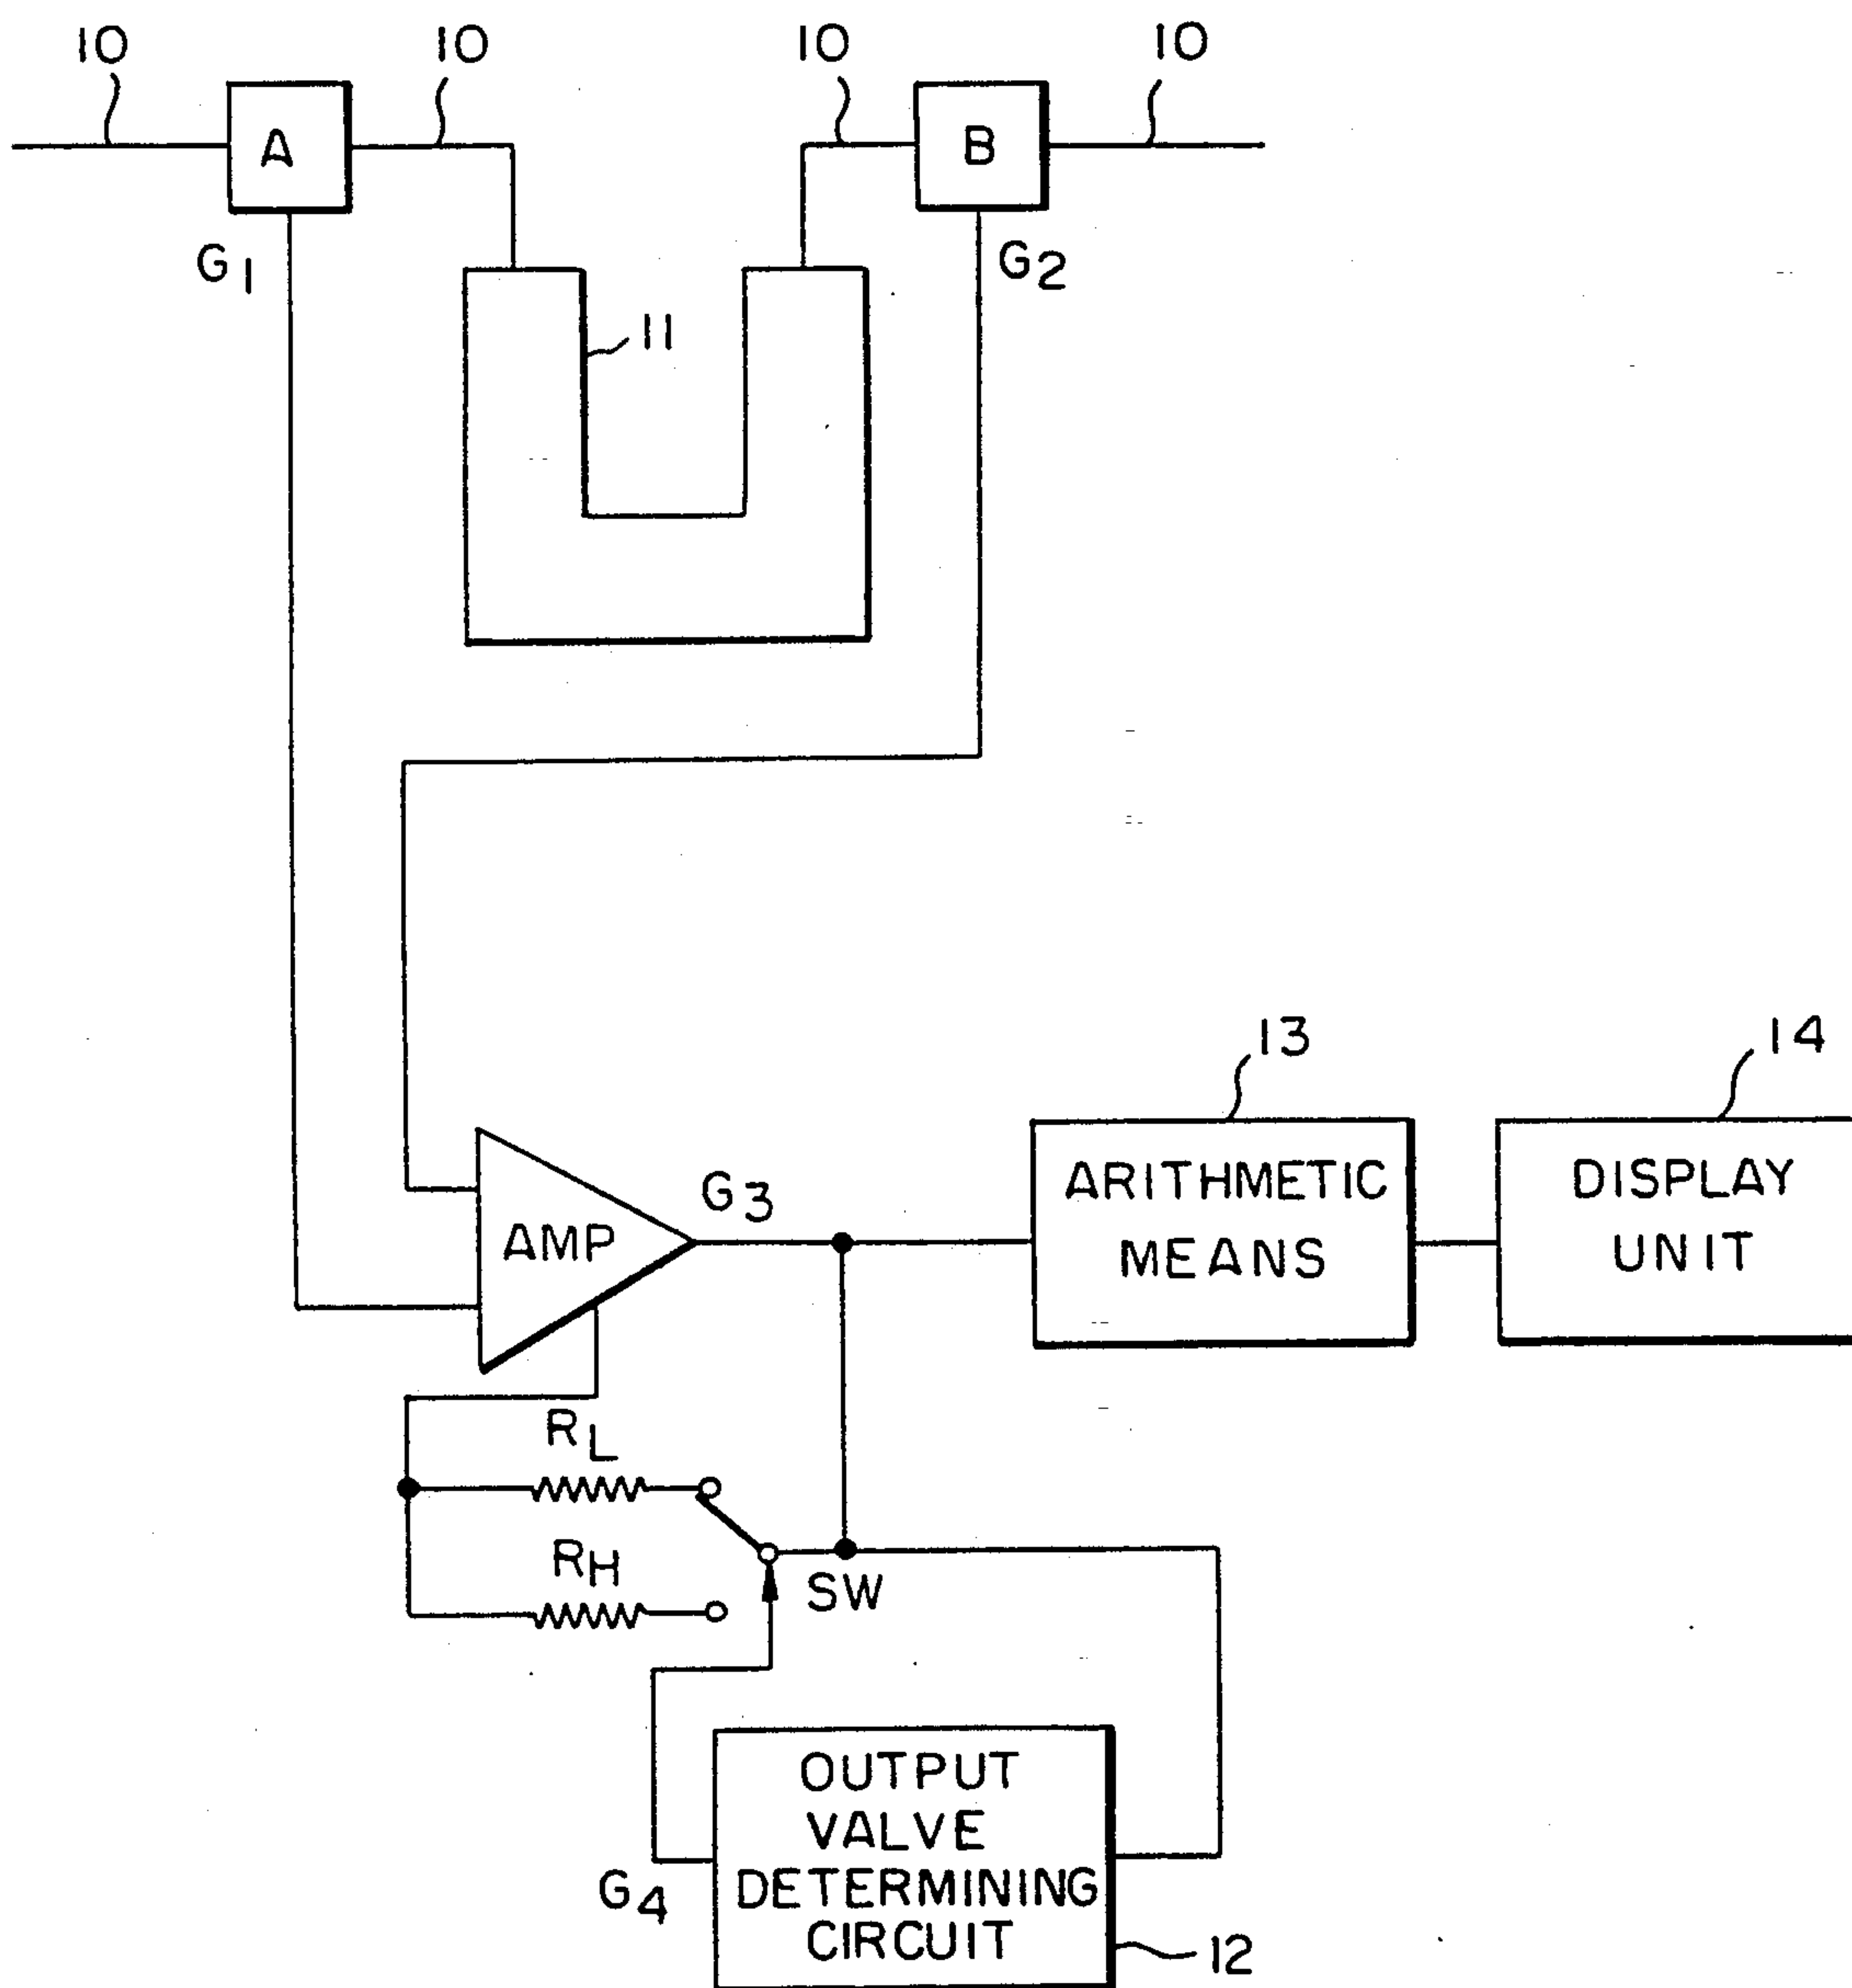 10 10 10 10
A B
G1 G2
11
13 14
G3
ARITHMETIC
MEANS
DISPLAY
UNIT
AMP
RL
RH
SW
OUTPUT
VALVE
DETERMINING
CIRCUIT
G4
12